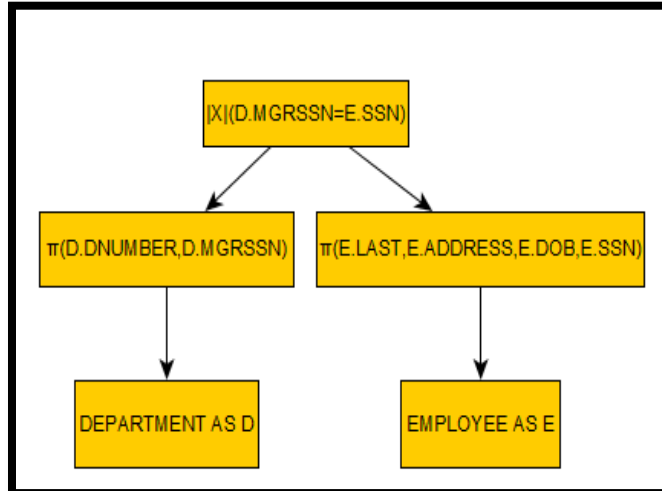 |X|(D.MGRSSN=E.SSN)
π(D.DNUMBER,D.MGRSSN)
π(E.LAST,E.ADDRESS,E.DOB,E.SSN)
DEPARTMENT AS D
EMPLOYEE AS E